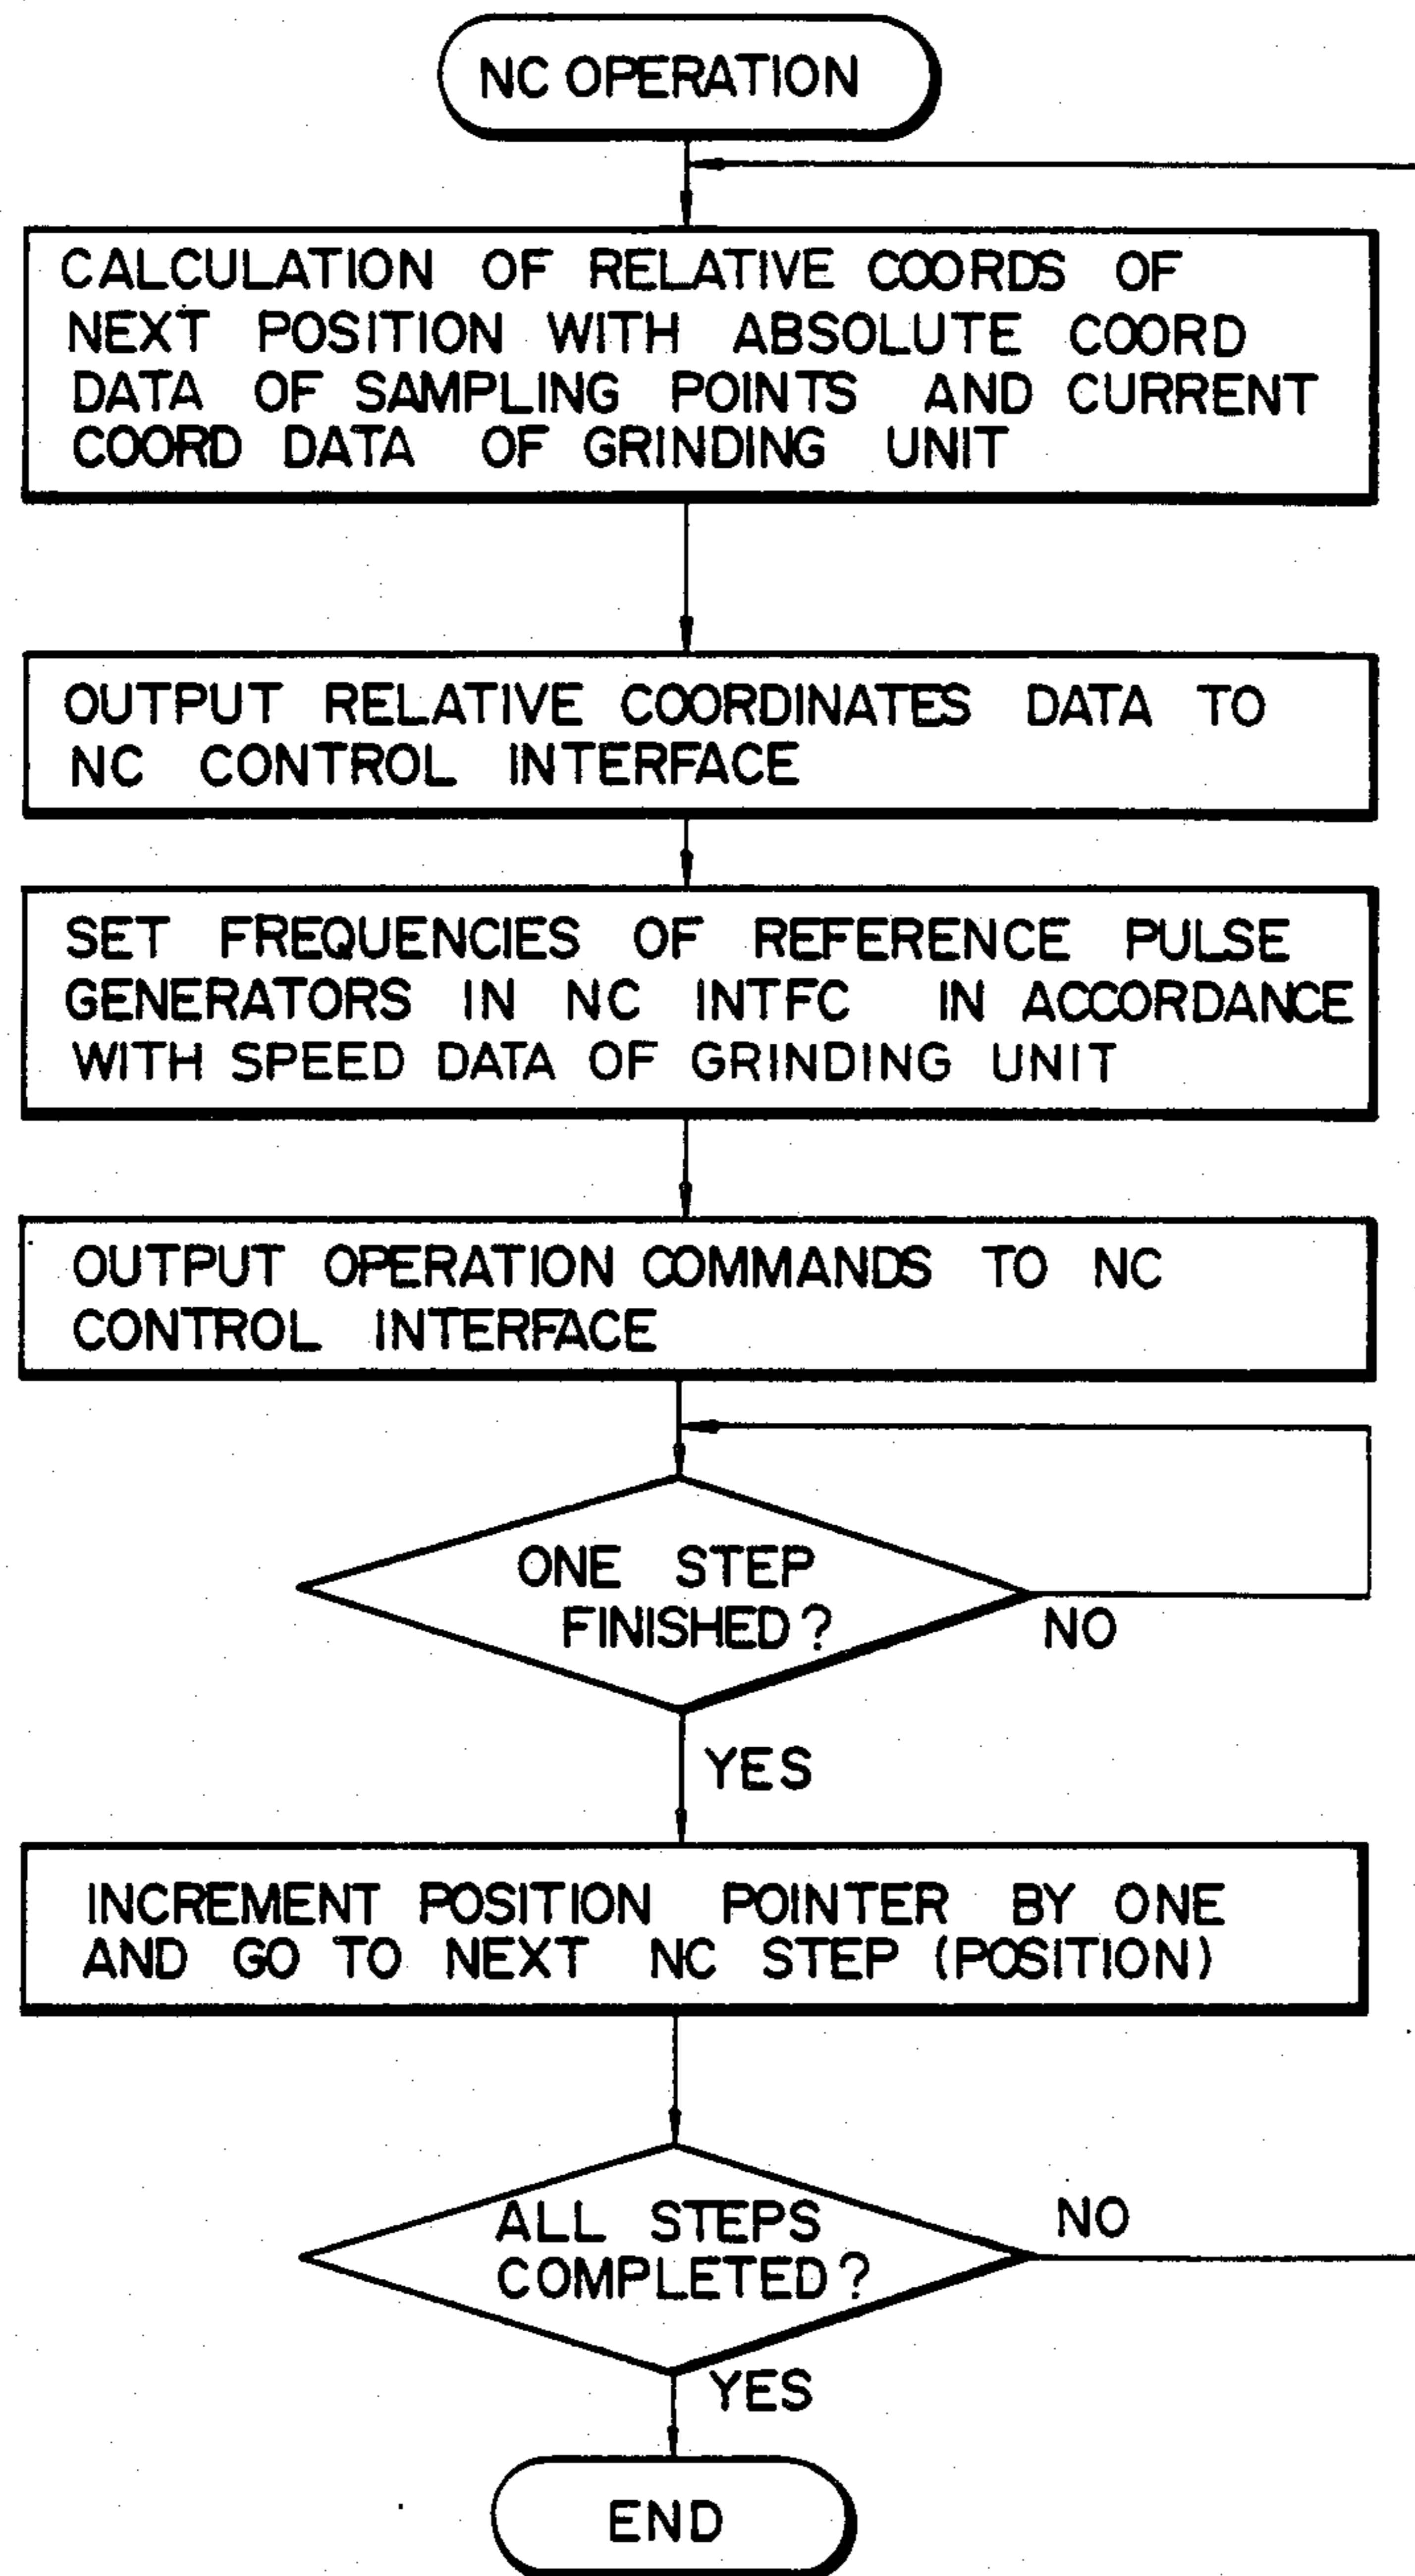 NC OPERATION
CALCULATION OF RELATIVE COORDS OF
NEXT POSITION WITH ABSOLUTE COORD
DATA OF SAMPLING POINTS AND CURRENT
COORD DATA OF GRINDING UNIT
OUTPUT RELATIVE COORDINATES DATA TO
NC CONTROL INTERFACE
SET FREQUENCIES OF REFERENCE PULSE
GENERATORS IN NC INTFC IN ACCORDANCE
WITH SPEED DATA OF GRINDING UNIT
OUTPUT OPERATION COMMANDS TO NC
CONTROL INTERFACE
ONE STEP
FINISHED?
NO
YES
INCREMENT POSITION POINTER BY ONE
AND GO TO NEXT NC STEP (POSITION)
ALL STEPS
COMPLETED?
NO
YES
END